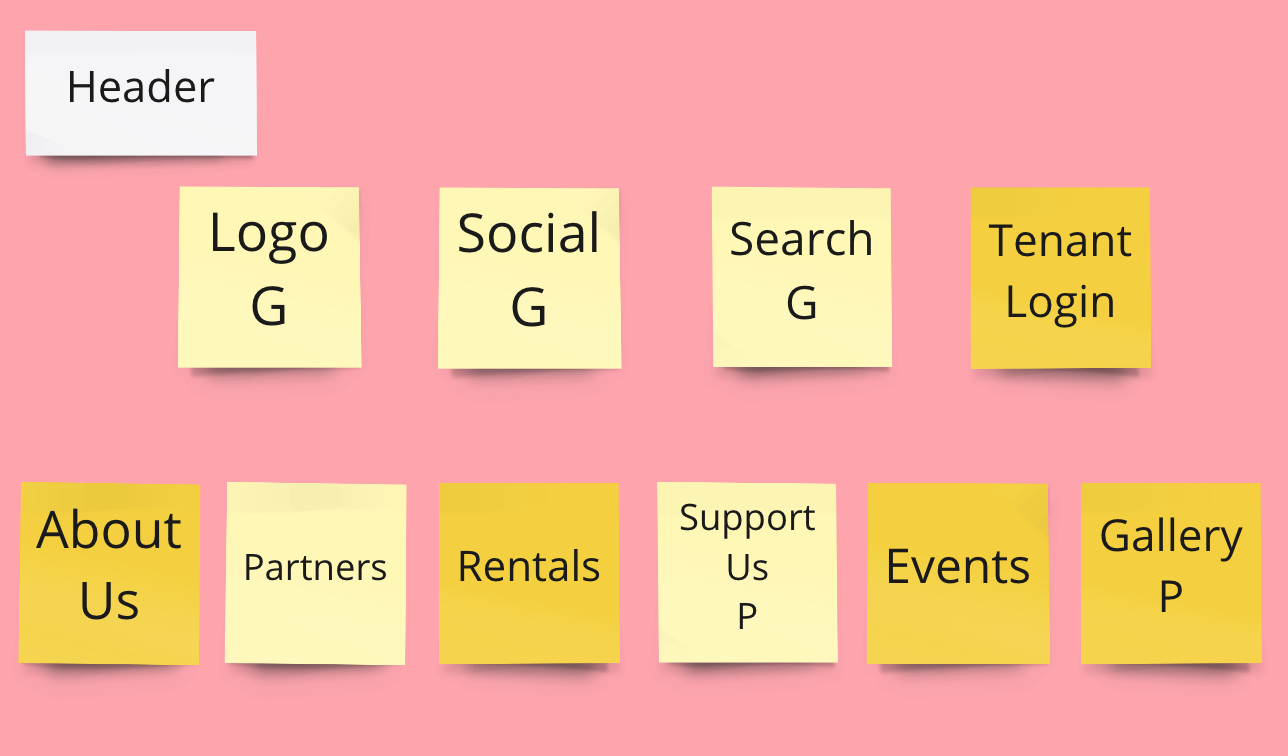 Header
Logo
G
Social
G
Search
G
Tenant
Login
About
Us
Partners
Rentals
Support
Us
P
Events
Gallery
P